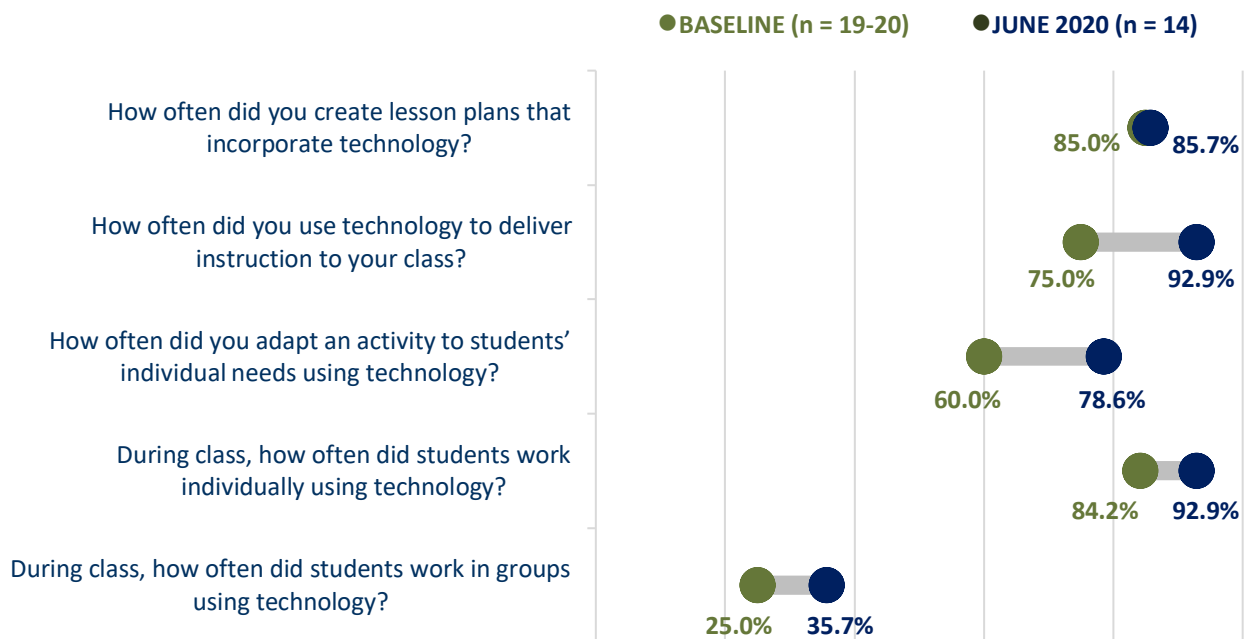 BASELINE (n = 19-20) JUNE 2020 (n = 14)
How often did you create lesson plans that
incorporate technology?
85.0% 85.7%
How often did you use technology to deliver
instruction to your class?
75.0% 92.9%
How often did you adapt an activity to students’
individual needs using technology?
60.0% 78.6%
During class, how often did students work
individually using technology?
84.2% 92.9%
During class, how often did students work in groups
using technology?
25.0% 35.7%